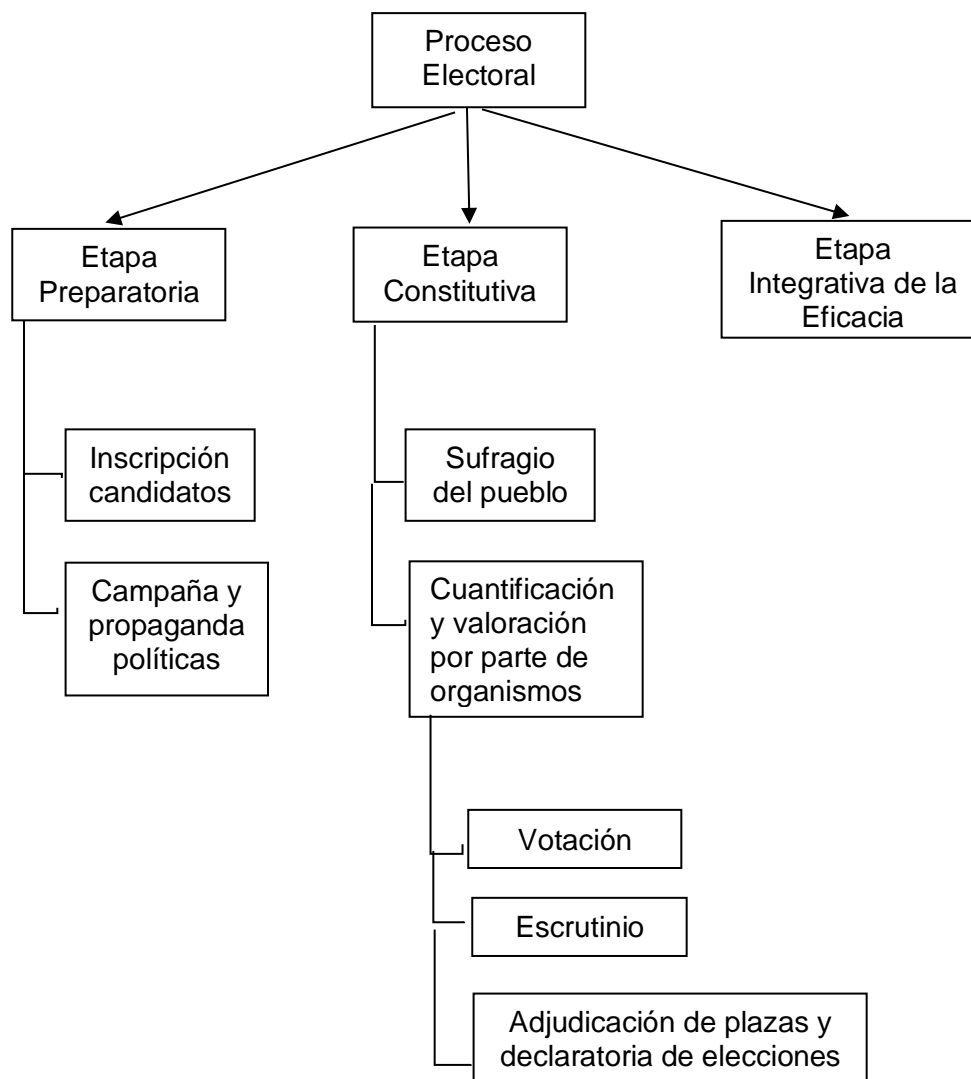 Proceso
Electoral
Etapa
Preparatoria
Etapa
Constitutiva
Etapa
Integrativa de la
Eficacia
Inscripción
candidatos
Sufragio
del pueblo
Campaña y
propaganda
políticas
Cuantificación
y valoración
por parte de
organismos
Votación
Escrutinio
Adjudicación de plazas y
declaratoria de elecciones